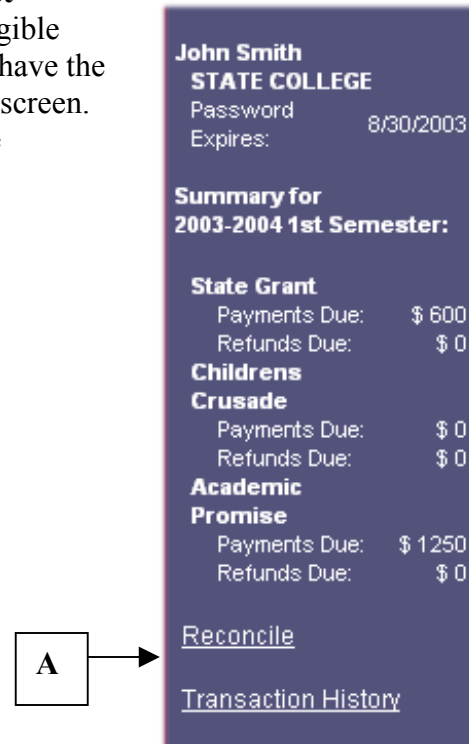 gible
have the
screen.
John Smith
STATE COLLEGE
Password
Expires: 8/30/2003
Summary for
2003-2004 1st Semester:
State Grant
Payments Due: $ 600
Refunds Due: $ 0
Childrens
Crusade
Payments Due: $ 0
Refunds Due: $ 0
Academic
Promise
Payments Due: $ 1250
Refunds Due: $ 0
Reconcile
A
Transaction History